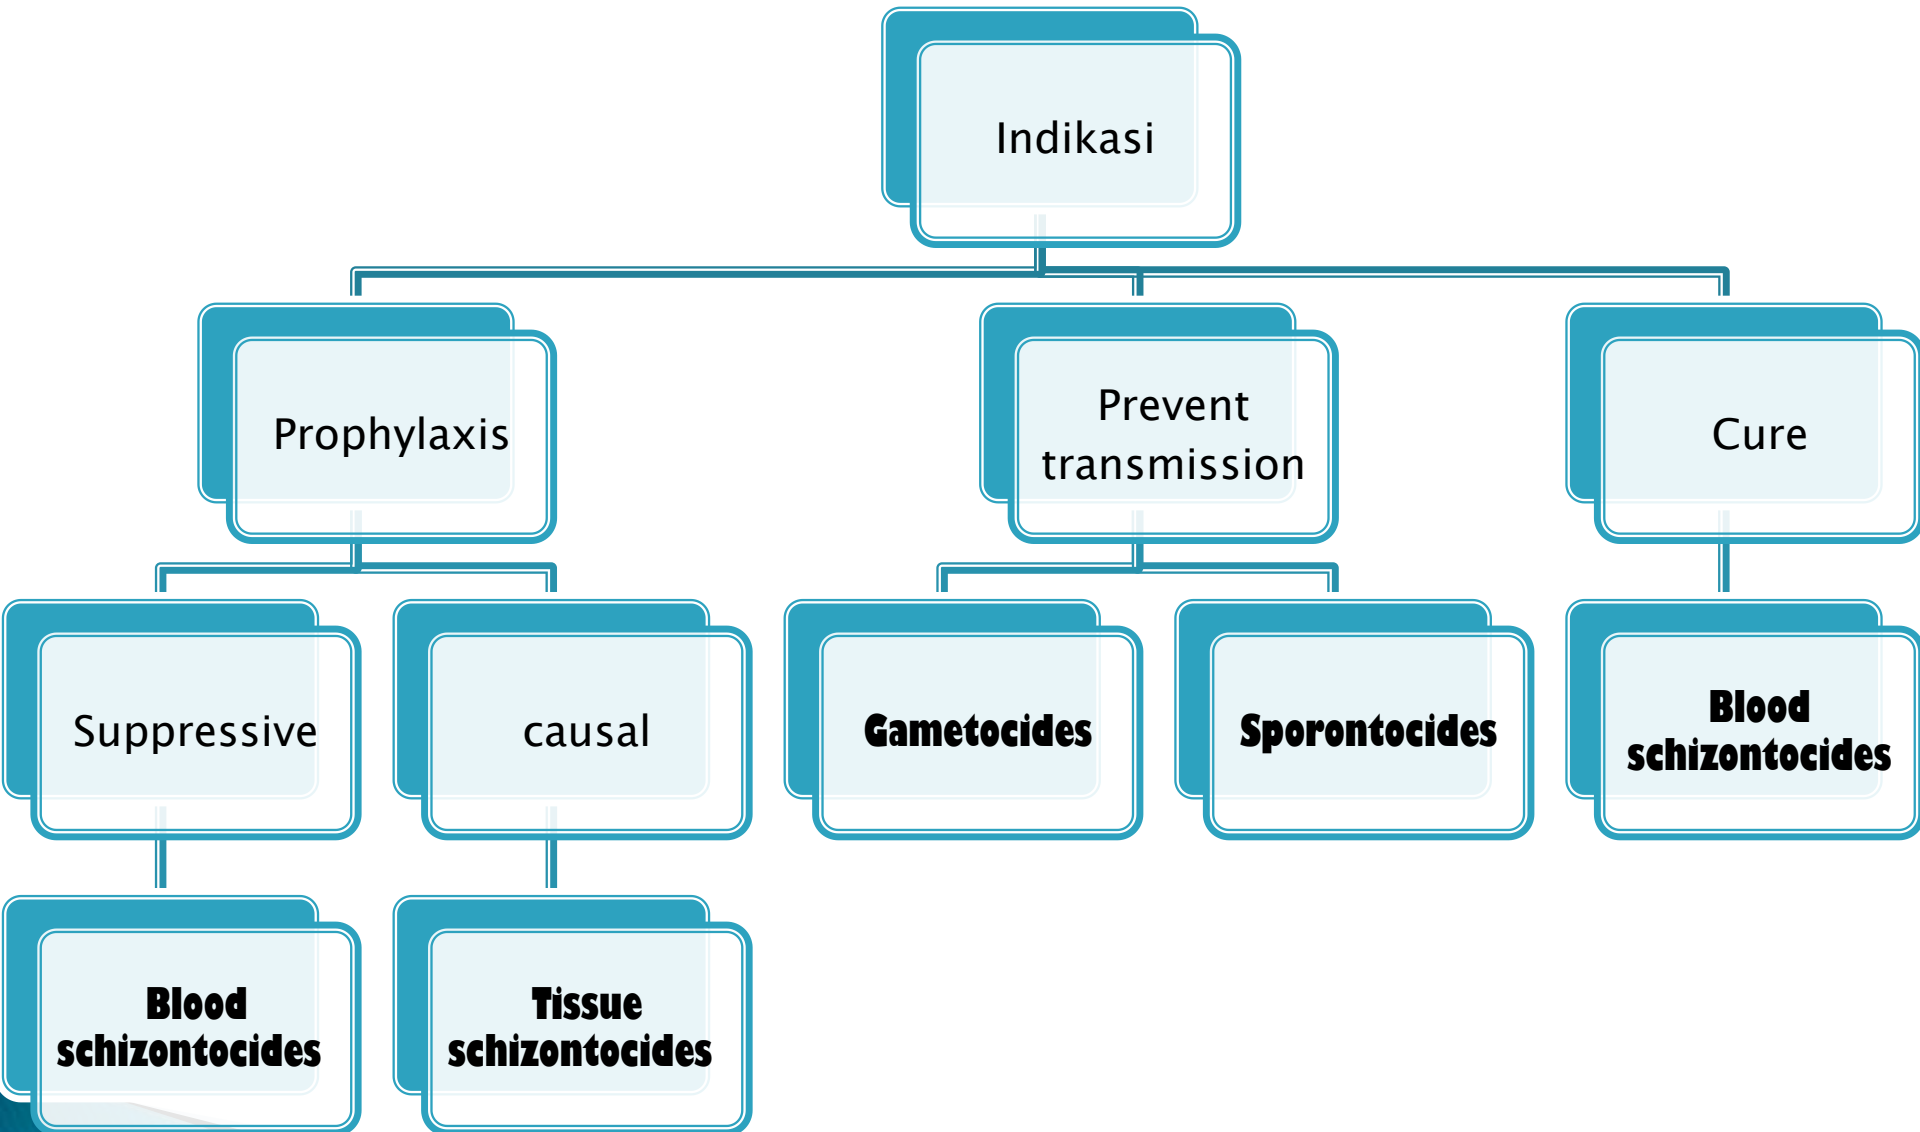 Indikasi
Prophylaxis
Prevent
transmission
Cure
Suppressive
causal
Gametocides
Sporontocides
Blood
schizontocides
Blood
schizontocides
Tissue
schizontocides